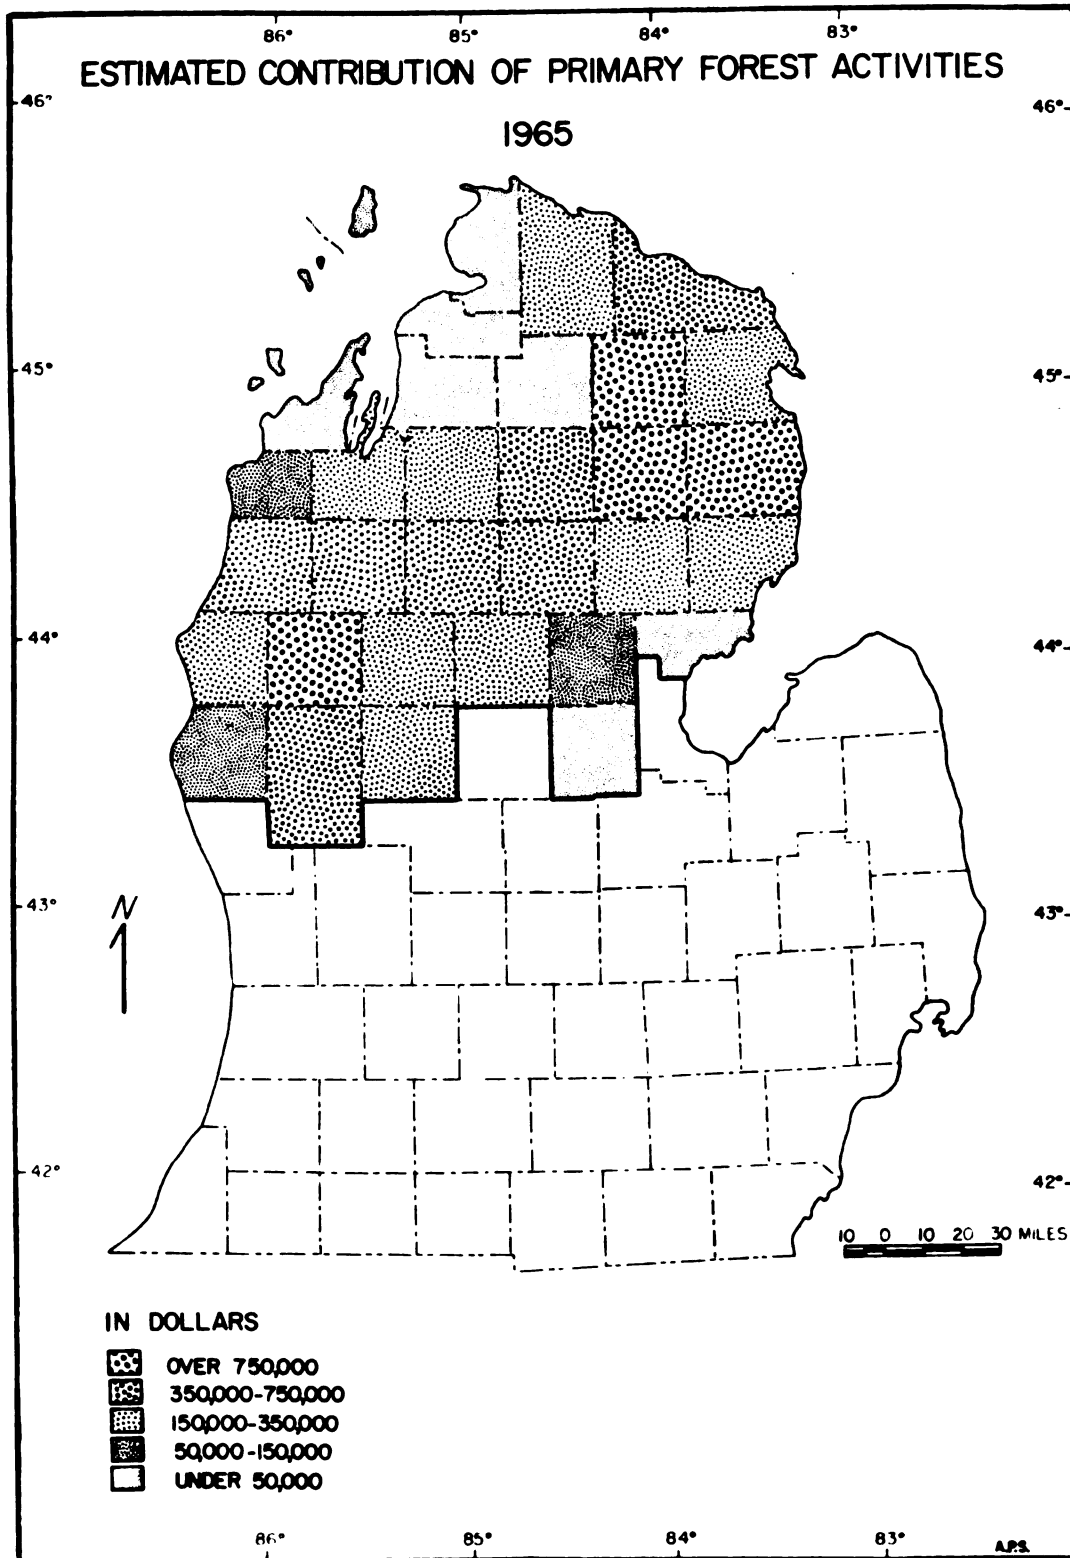 86° 85° 84° 83°
ESTIMATED CONTRIBUTION OF PRIMARY FOREST ACTIVITIES
46° 46°
1965
45° 45°
44° 44°
43° 43°
N
42° 42°
10 0 10 20 30 MILES
IN DOLLARS
OVER 750,000
350,000-750,000
150,000-350,000
50,000-150,000
UNDER 50,000
86° 85° 84° 83°
A.P.S.